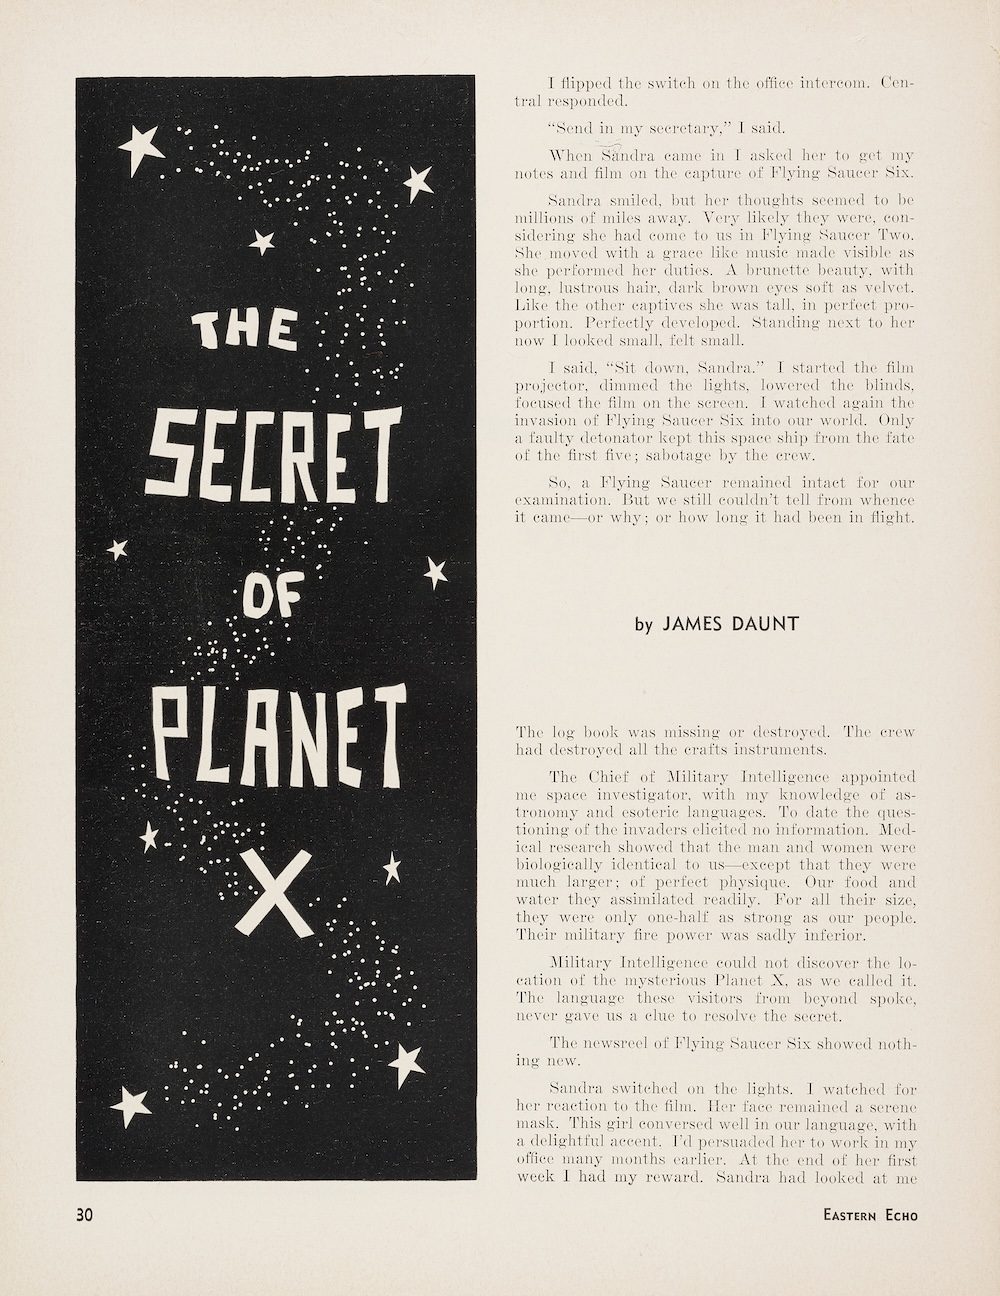 THE
SECRET
OF
PLANET
X
I flipped the switch on the office intercom. Cen-
tral responded.
“Send in my secretary,” I said.
When Sandra came in I asked her to get my
notes and film on the capture of Flying Saucer Six.
Sandra smiled, but her thoughts seemed to be
millions of miles away. Very likely they were, con-
sidering she had come to us in Flying Saucer Two.
She moved with a grace like music made visible as
she performed her duties. A brunette beauty, with
long, lustrous hair, dark brown eyes soft as velvet.
Like the other captives she was tall, in perfect pro-
portion. Perfectly developed. Standing next to her
now I looked small, felt small.
I said, “Sit down, Sandra.” I started the film
projector, dimmed the lights, lowered the blinds,
focused the film on the screen. I watched again the
invasion of Flying Saucer Six into our world. Only
a faulty detonator kept this space ship from the fate
of the first five; sabotage by the crew.
So, a Flying Saucer remained intact for our
examination. But we still couldn’t tell from whence
it came—or why; or how long it had been in flight.
by JAMES DAUNT
The log book was missing or destroyed. The crew
had destroyed all the crafts instruments.
The Chief of Military Intelligence appointed
me space investigator, with my knowledge of as-
tronomy and esoteric languages. To date the ques-
tioning of the invaders elicited no information. Med-
ical research showed that the man and women were
biologically identical to us—except that they were
much larger; of perfect physique. Our food and
water they assimilated readily. For all their size,
they were only one-half as strong as our people.
Their military fire power was sadly inferior.
Military Intelligence could not discover the lo-
cation of the mysterious Planet X, as we called it.
The language these visitors from beyond spoke,
never gave us a clue to resolve the secret.
The newsreel of Flying Saucer Six showed noth-
ing new.
Sandra switched on the lights. I watched for
her reaction to the film. Her face remained a serene
mask. This girl conversed well in our language, with
a delightful accent. I’d persuaded her to work in my
office many months earlier. At the end of her first
week I had my reward. Sandra had looked at me
30
EASTERN ECHO